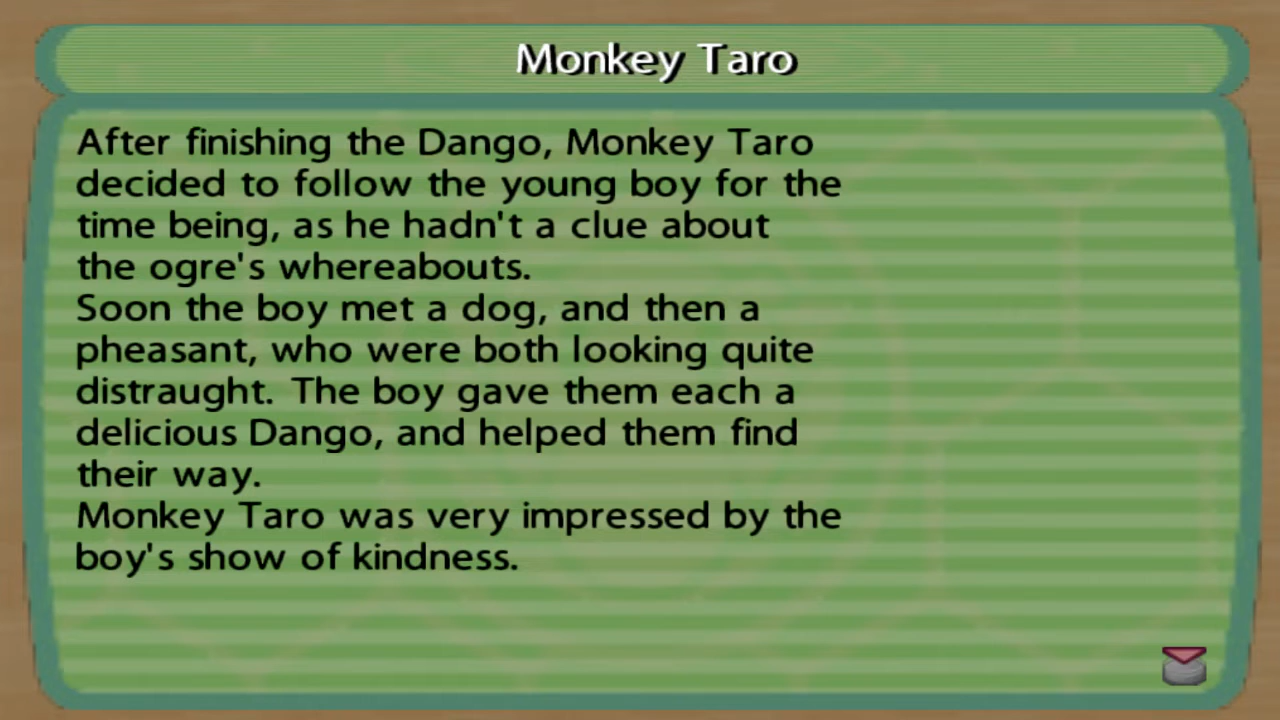 Monkey Taro
After finishing the Dango, Monkey Taro
decided to follow the young boy for the
time being, as he hadn't a clue about
the ogre's whereabouts.
Soon the boy met a dog, and then a
pheasant, who were both looking quite
distraught. The boy gave them each a
delicious Dango, and helped them find
their way.
Monkey Taro was very impressed by the
boy's show of kindness.